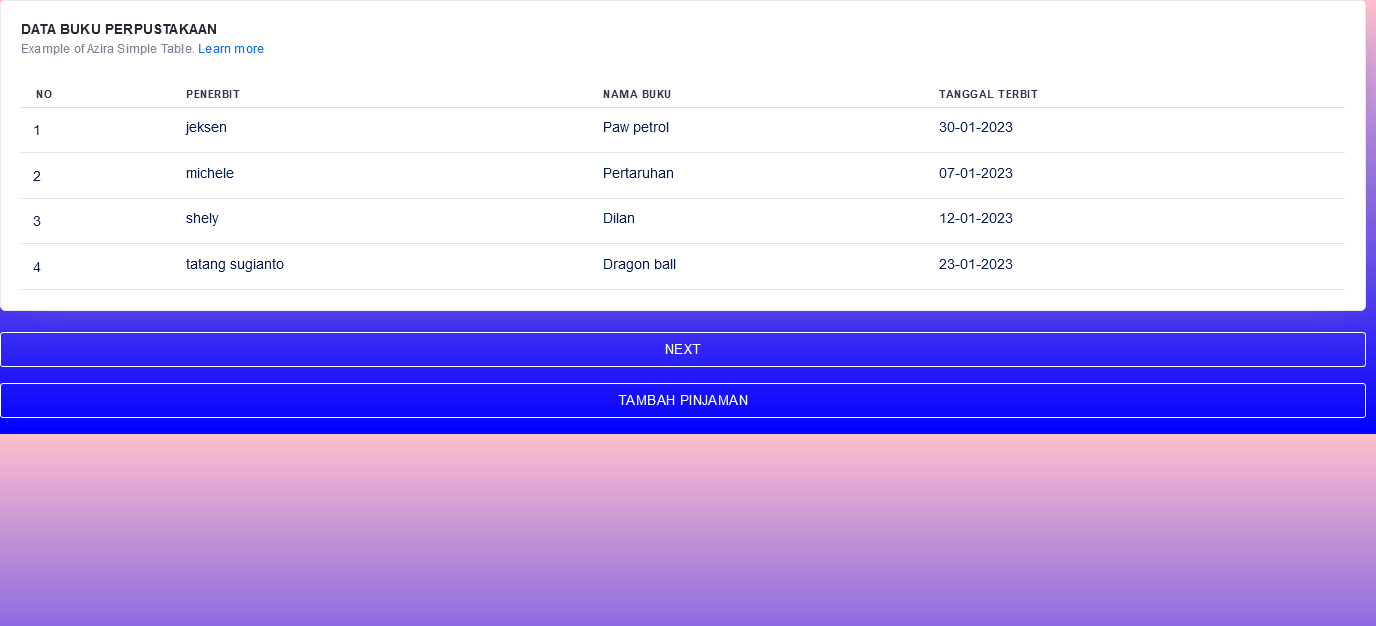 DATA BUKU PERPUSTAKAAN
Example of Azira Simple Table. Learn more
NO PENERBIT NAMA BUKU TANGGAL TERBIT
1 jeksen Paw petrol 30-01-2023
2 michele Pertaruhan 07-01-2023
3 shely Dilan 12-01-2023
4 tatang sugianto Dragon ball 23-01-2023
NEXT
TAMBAH PINJAMAN